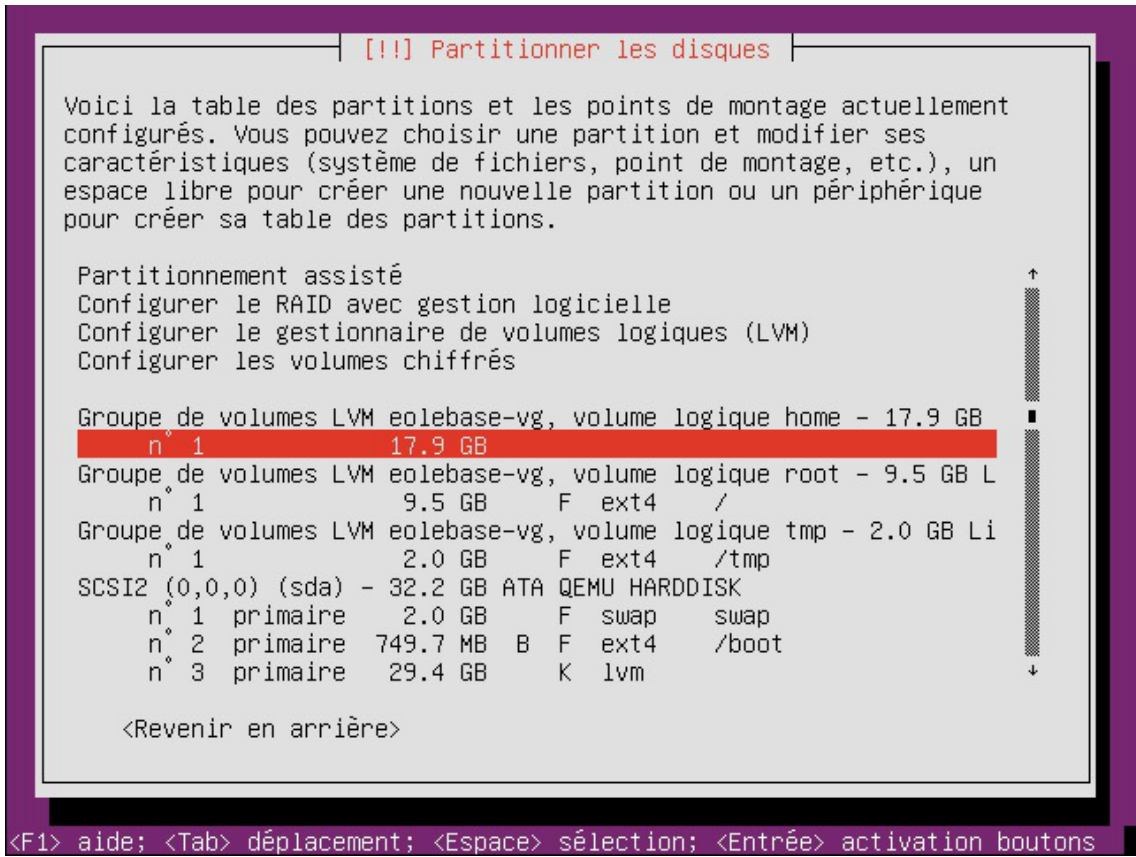 [!!] Partitionner les disques
Voici la table des partitions et les points de montage actuellement
configurés. Vous pouvez choisir une partition et modifier ses
caractéristiques (système de fichiers, point de montage, etc.), un
espace libre pour créer une nouvelle partition ou un périphérique
pour créer sa table des partitions.
Partitionnement assisté
Configurer le RAID avec gestion logicielle
Configurer le gestionnaire de volumes logiques (LVM)
Configurer les volumes chiffrés
Groupe de volumes LVM eolebase-vg, volume logique home - 17.9 GB
n° 1 17.9 GB
Groupe de volumes LVM eolebase-vg, volume logique root - 9.5 GB L
n° 1 9.5 GB F ext4 /
Groupe de volumes LVM eolebase-vg, volume logique tmp - 2.0 GB Li
n° 1 2.0 GB F ext4 /tmp
SCSI2 (0,0,0) (sda) - 32.2 GB ATA QEMU HARDDISK
n° 1 primaire 2.0 GB F swap swap
n° 2 primaire 749.7 MB B F ext4 /boot
n° 3 primaire 29.4 GB K lvm
<Revenir en arrière>
<F1> aide; <Tab> déplacement; <Espace> sélection; <Entrée> activation boutons